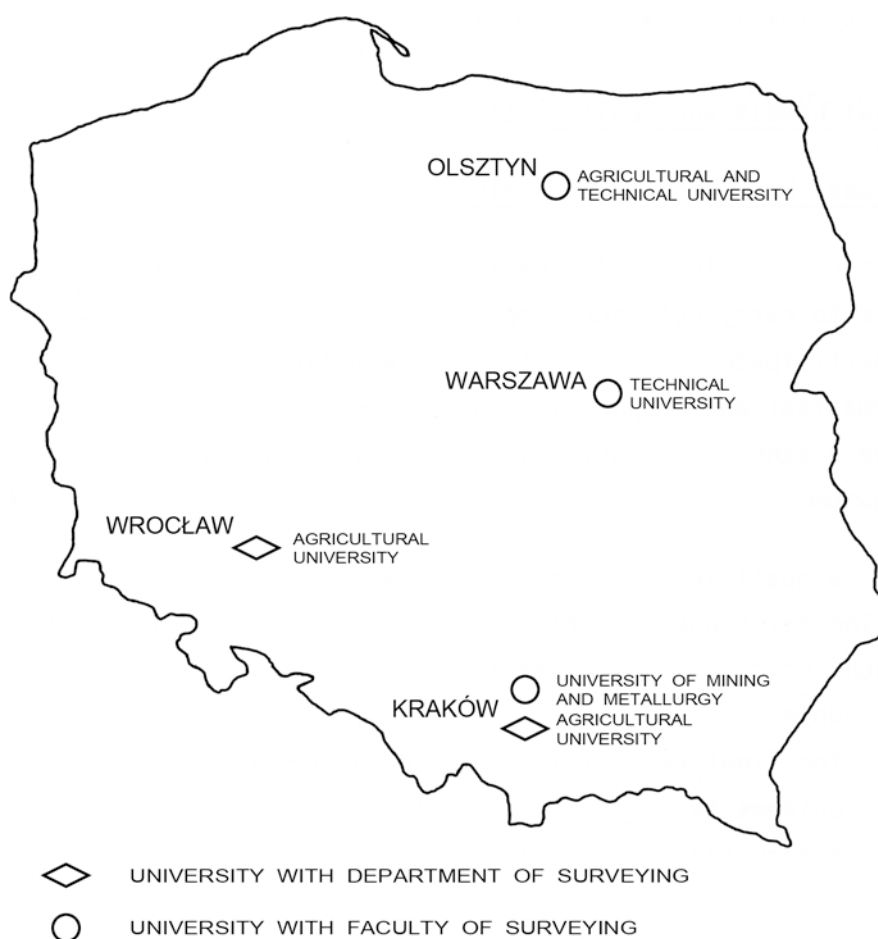 OLSZTYN
AGRICULTURAL AND
TECHNICAL UNIVERSITY
WARSZAWA
TECHNICAL
UNIVERSITY
WROCŁAW
AGRICULTURAL
UNIVERSITY
KRAKÓW
UNIVERSITY OF MINING
AND METALLURGY
AGRICULTURAL
UNIVERSITY
UNIVERSITY WITH DEPARTMENT OF SURVEYING
UNIVERSITY WITH FACULTY OF SURVEYING